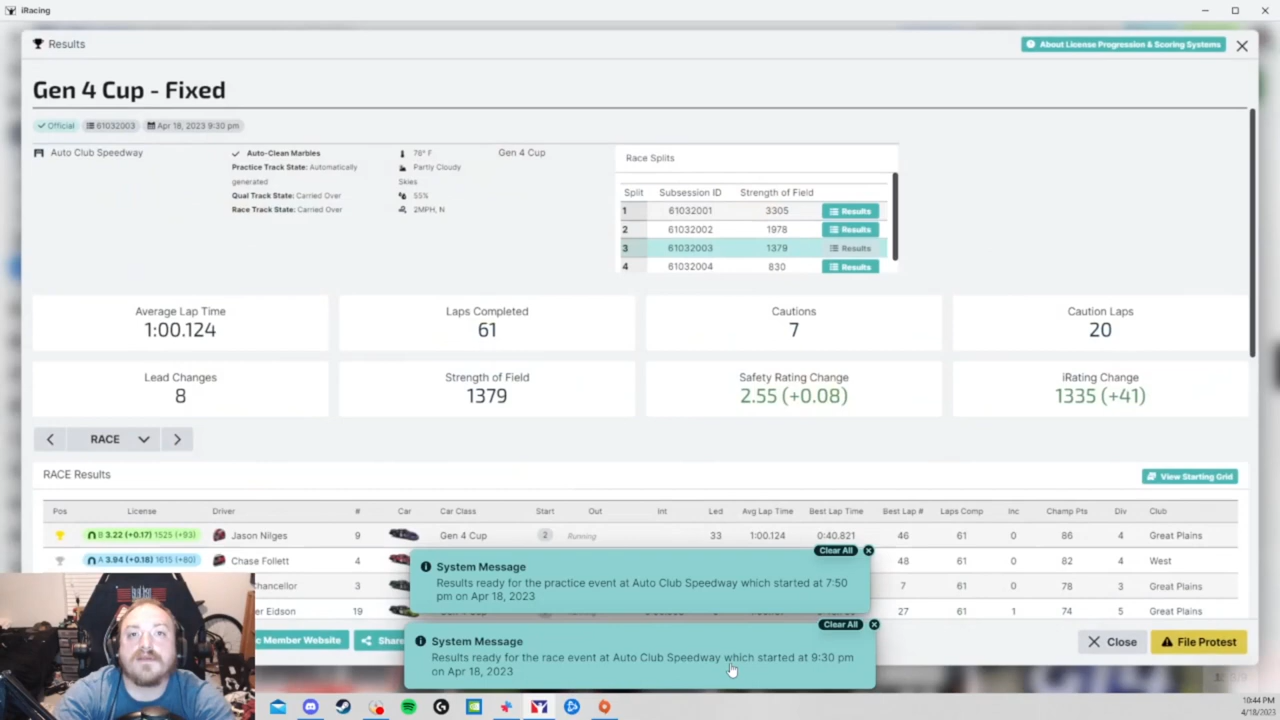 iRacing
Results
About License Progression & Scoring Systems
Gen 4 Cup - Fixed
Official
61032003
Apr 18, 2023 9:30 pm
Auto Club Speedway
Auto-Clean Marbles
Practice Track State: Automatically
generated
Qual Track State: Carried Over
Race Track State: Carried Over
78° F
Partly Cloudy
Skies
55%
2MPH, N
Gen 4 Cup
Race Splits
Split Subsession ID Strength of Field
1 61032001 3305 Results
2 61032002 1978 Results
3 61032003 1379 Results
4 61032004 830 Results
Average Lap Time
1:00.124
Laps Completed
61
Cautions
7
Caution Laps
20
Lead Changes
8
Strength of Field
1379
Safety Rating Change
2.55 (+0.08)
iRating Change
1335 (+41)
RACE
RACE Results
View Starting Grid
Pos License Driver # Car Car Class Start Out Int Led Avg Lap Time Best Lap Time Best Lap # Laps Comp Inc Champ Pts Div Club
B 3.22 (+0.17) 1525 (+93) Jason Nilges 9 Gen 4 Cup 2 Running 33 1:00.124 0:40.821 46 61 0 86 4 Great Plains
A 3.94 (+0.18) 1615 (+80) Chase Follett 4 48 61 0 82 4 West
hancellor 3 7 61 0 78 3 Great Plains
er Eidson 19 27 61 1 74 5 Great Plains
Clear All
System Message
Results ready for the practice event at Auto Club Speedway which started at 7:50
pm on Apr 18, 2023
Clear All
System Message
Results ready for the race event at Auto Club Speedway which started at 9:30 pm
on Apr 18, 2023
c Member Website
Share
Close
File Protest
10:44 PM
4/18/2023